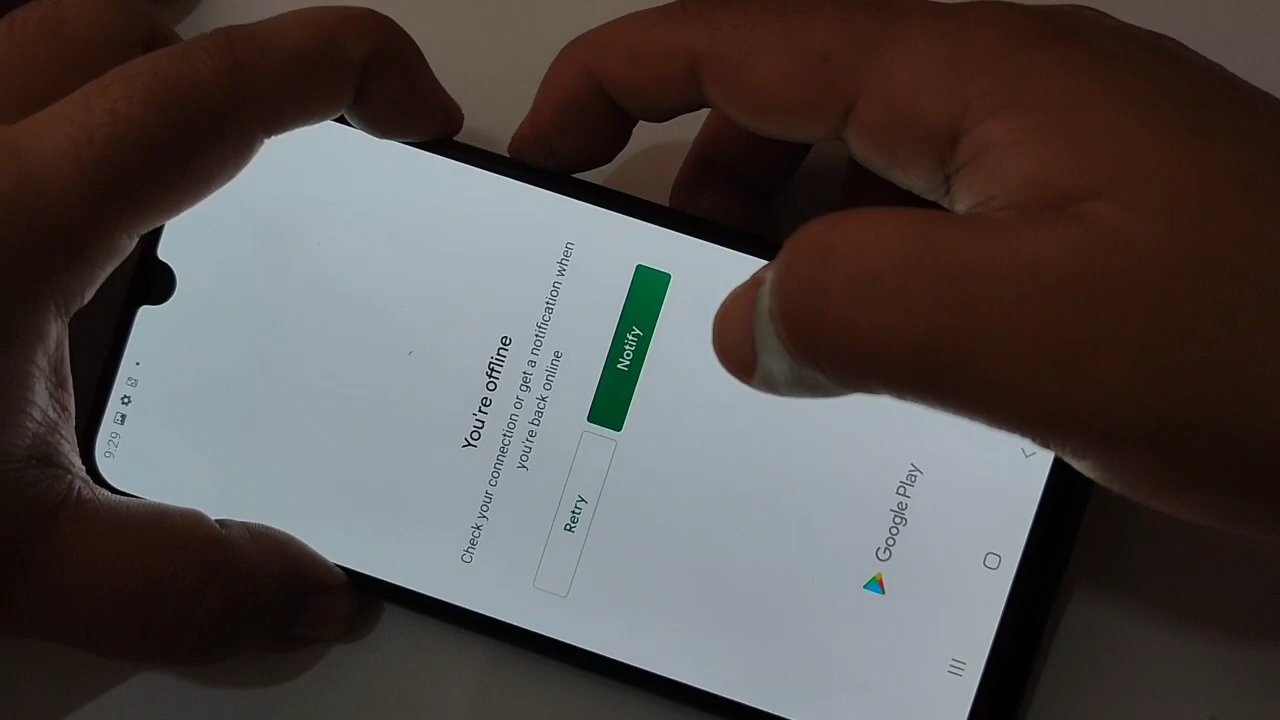 9:29
You're offline
Check your connection or get a notification when
you're back online
Retry
Notify
Google Play